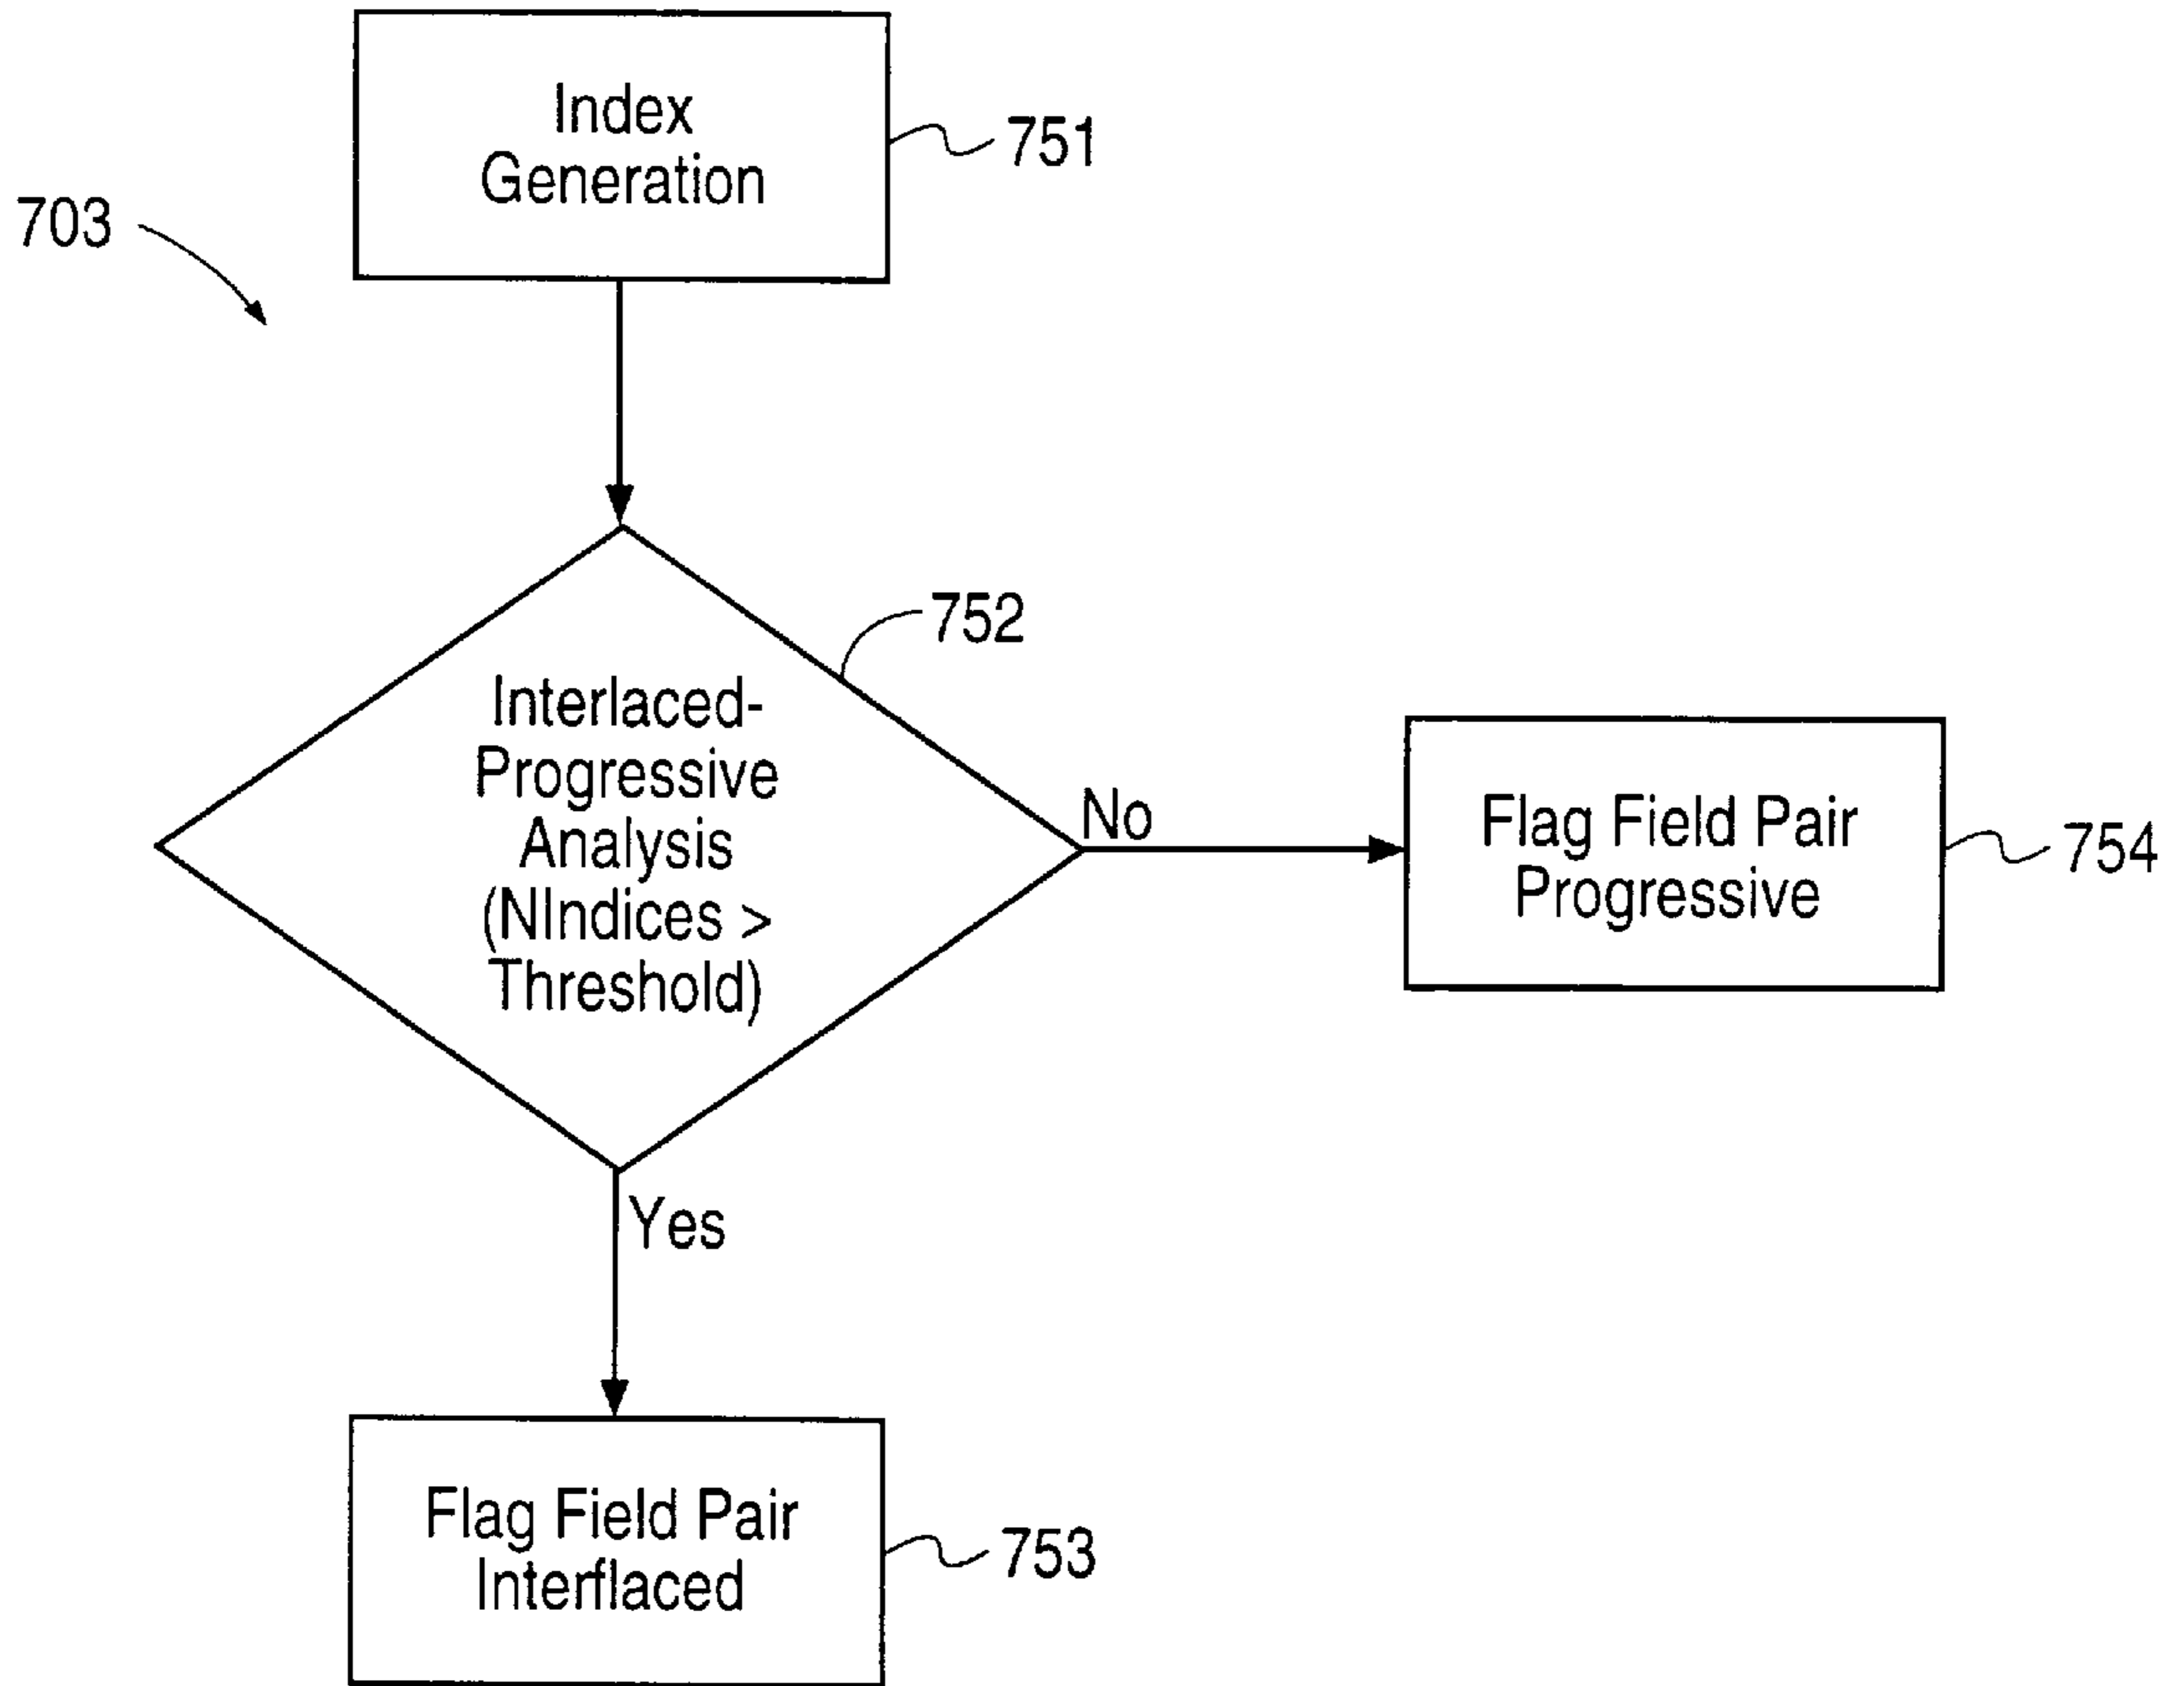 Index
Generation
751
703
752
Interlaced-
Progressive
Analysis
(NIndices >
Threshold)
No
Flag Field Pair
Progressive
754
Yes
Flag Field Pair
Interflaced
753